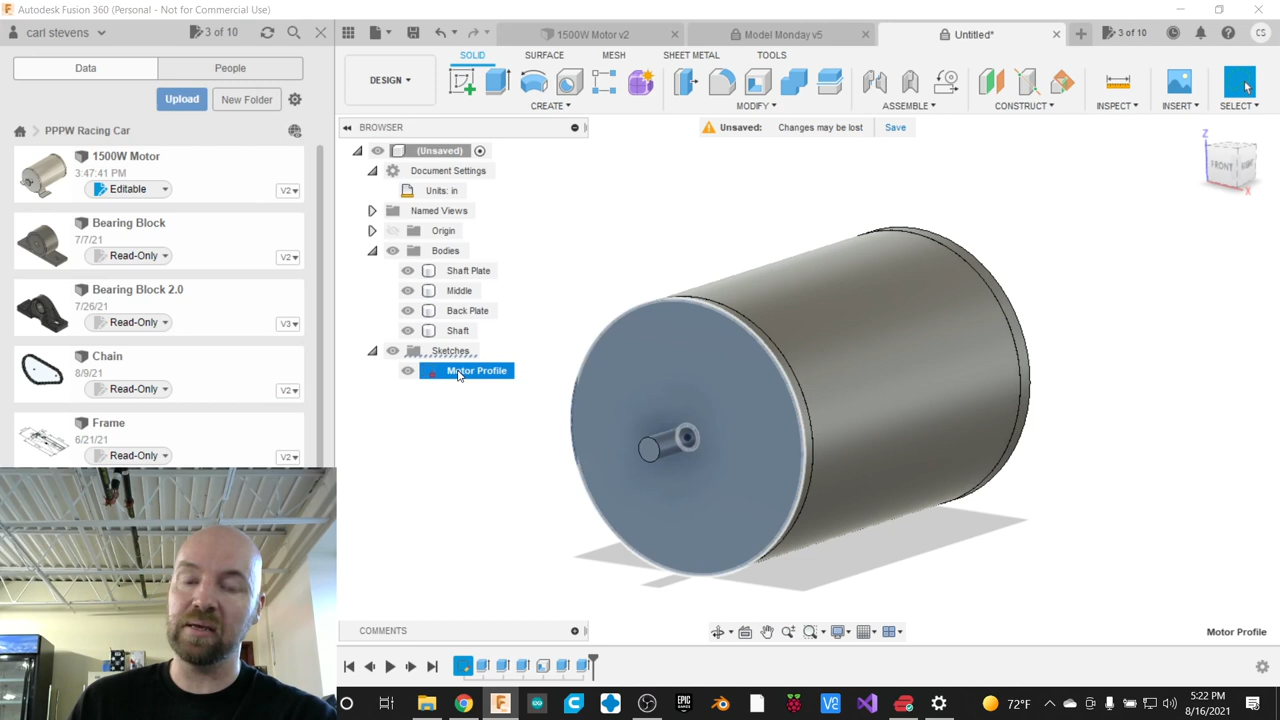 Autodesk Fusion 360 (Personal - Not for Commercial Use)
carl stevens
3 of 10
1500W Motor v2
Model Monday v5
Untitled*
3 of 10
CS
Data
People
Upload
New Folder
PPPW Racing Car
1500W Motor
3:47:41 PM
Editable
V2
Bearing Block
7/7/21
Read-Only
V2
Bearing Block 2.0
7/26/21
Read-Only
V3
Chain
8/9/21
Read-Only
V2
Frame
6/21/21
Read-Only
V2
DESIGN
SOLID
SURFACE
MESH
SHEET METAL
TOOLS
CREATE
MODIFY
ASSEMBLE
CONSTRUCT
INSPECT
INSERT
SELECT
BROWSER
Unsaved:
Changes may be lost
Save
(Unsaved)
Document Settings
Units: in
Named Views
Origin
Bodies
Shaft Plate
Middle
Back Plate
Shaft
Sketches
Motor Profile
Z
FRONT
RIGHT
X
COMMENTS
Motor Profile
EPIC
GAMES
72°F
5:22 PM
8/16/2021